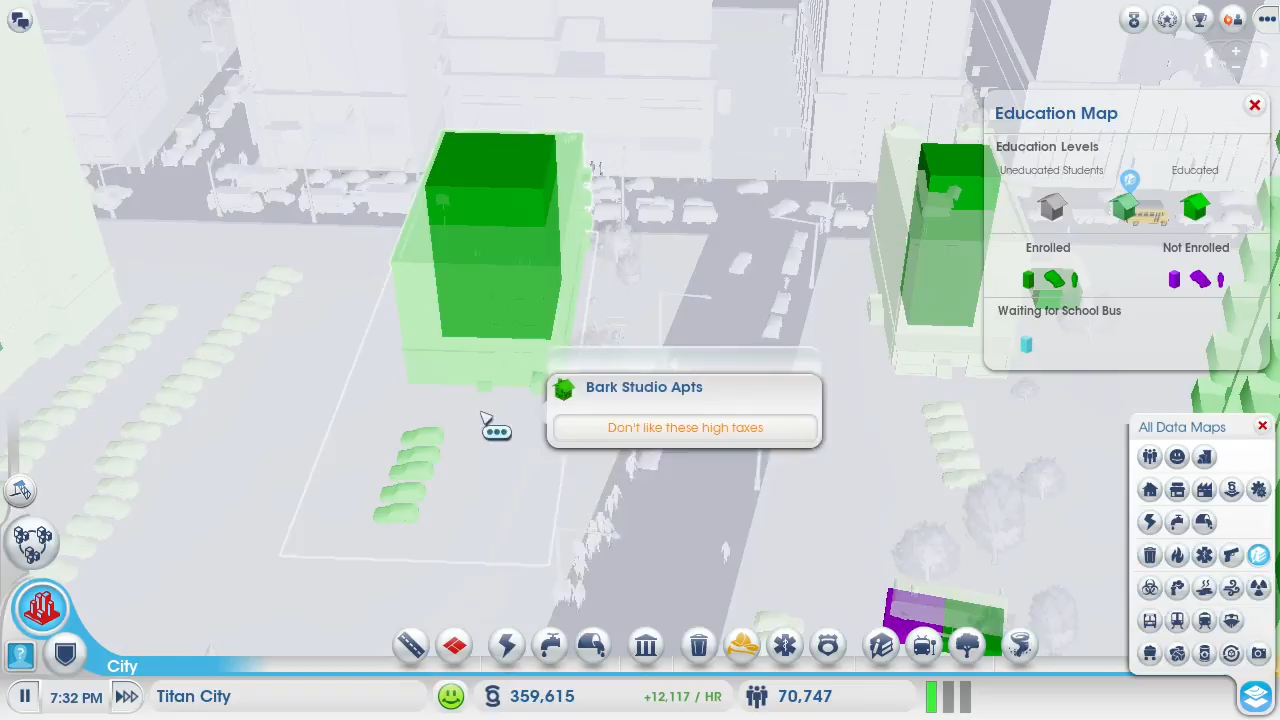 Education Map
Education Levels
Uneducated Students
Educated
Enrolled
Not Enrolled
Waiting for School Bus
Bark Studio Apts
Don't like these high taxes
All Data Maps
City
7:32 PM
Titan City
359,615
+12,117 / HR
70,747